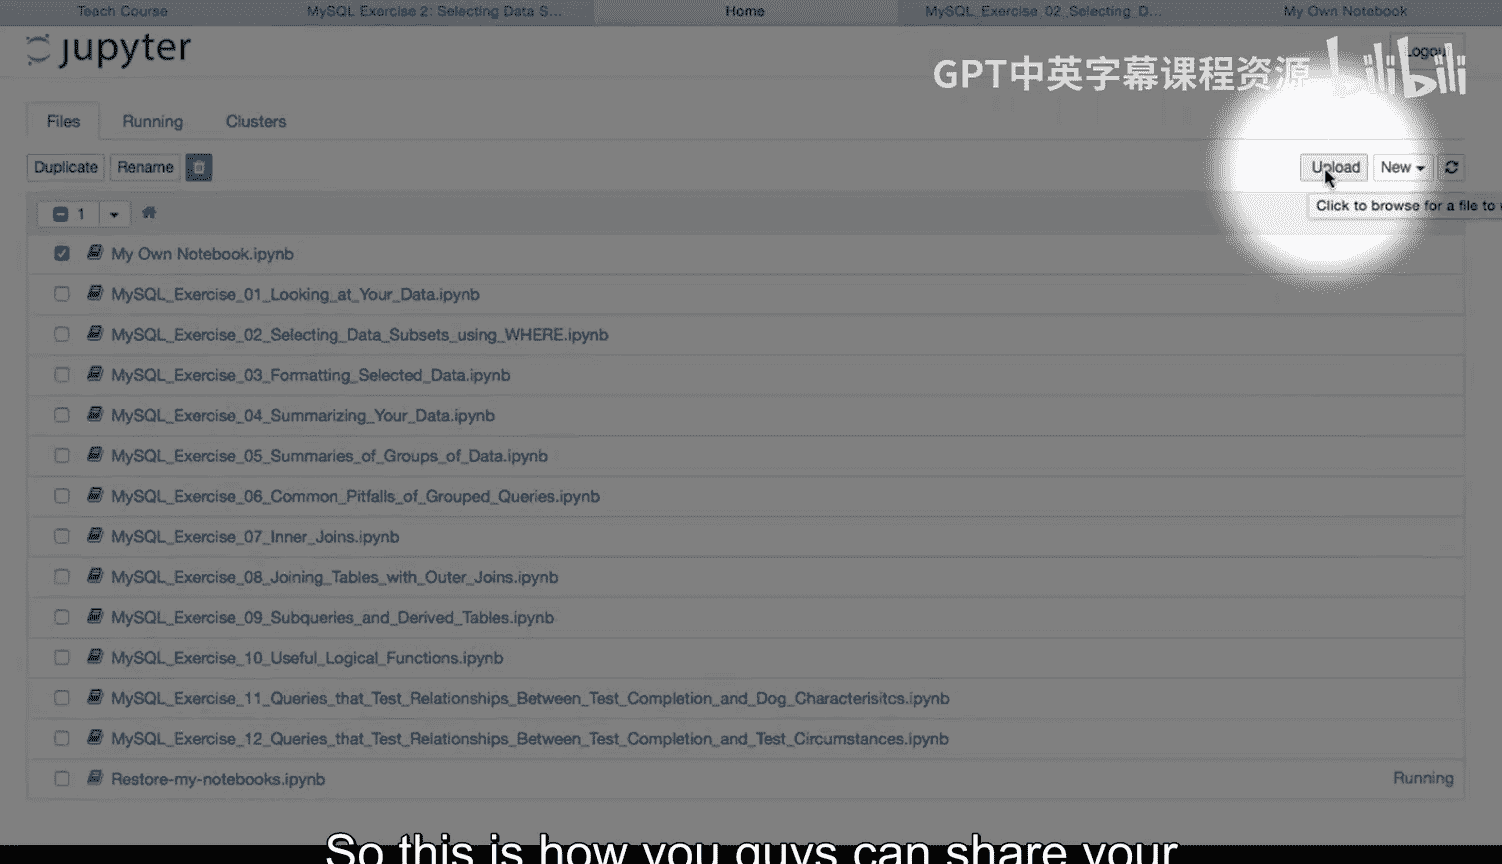 Teach Course MySQL Exercise 2: Selecting Data S... Home MySQL_Exercise_02_Selecting_D... My Own Notebook
jupyter Logout
GPT中英字幕课程资源 bilibili
Files Running Clusters
Duplicate Rename Upload New
1 Click to browse for a file to
My Own Notebook.ipynb
MySQL_Exercise_01_Looking_at_Your_Data.ipynb
MySQL_Exercise_02_Selecting_Data_Subsets_using_WHERE.ipynb
MySQL_Exercise_03_Formatting_Selected_Data.ipynb
MySQL_Exercise_04_Summarizing_Your_Data.ipynb
MySQL_Exercise_05_Summaries_of_Groups_of_Data.ipynb
MySQL_Exercise_06_Common_Pitfalls_of_Grouped_Queries.ipynb
MySQL_Exercise_07_Inner_Joins.ipynb
MySQL_Exercise_08_Joining_Tables_with_Outer_Joins.ipynb
MySQL_Exercise_09_Subqueries_and_Derived_Tables.ipynb
MySQL_Exercise_10_Useful_Logical_Functions.ipynb
MySQL_Exercise_11_Queries_that_Test_Relationships_Between_Test_Completion_and_Dog_Characterisitcs.ipynb
MySQL_Exercise_12_Queries_that_Test_Relationships_Between_Test_Completion_and_Test_Circumstances.ipynb
Restore-my-notebooks.ipynb Running
So this is how you guys can share your